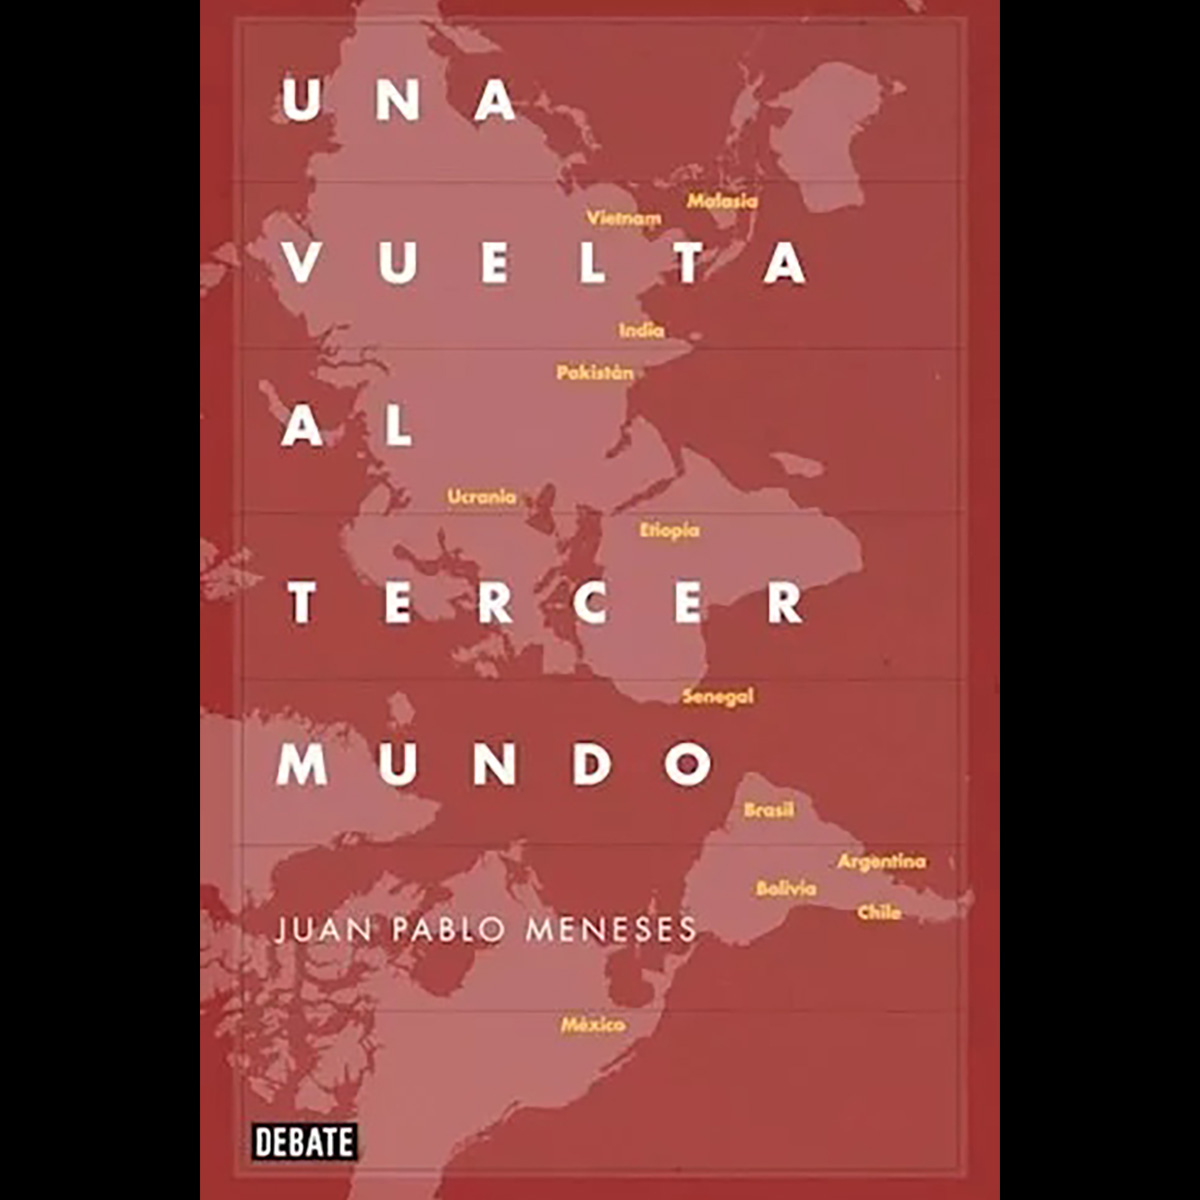 UNA
Malasia
Vietnam
VUELTA
India
Pakistán
AL
Ucrania
Etiopía
TERCER
Senegal
MUNDO
Brasil
Argentina
Bolivia
Chile
JUAN PABLO MENESES
México
DEBATE